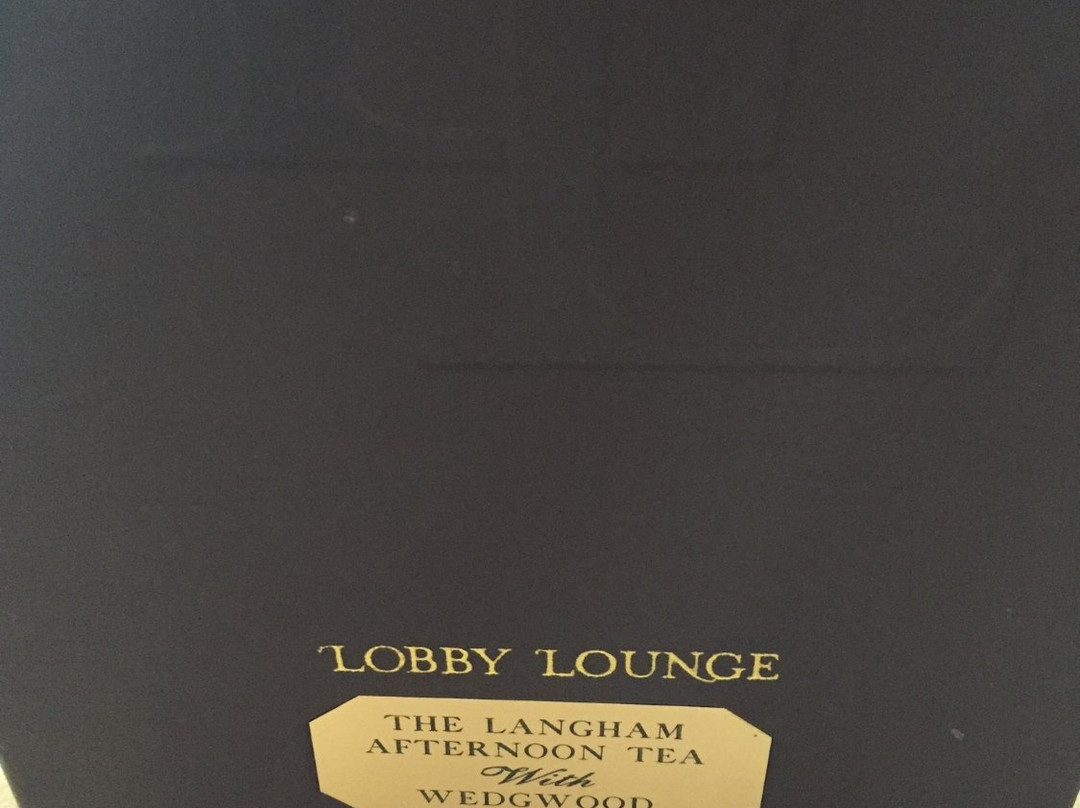 LOBBY LOUNGE
THE LANGHAM
AFTERNOON TEA
With
WEDGWOOD